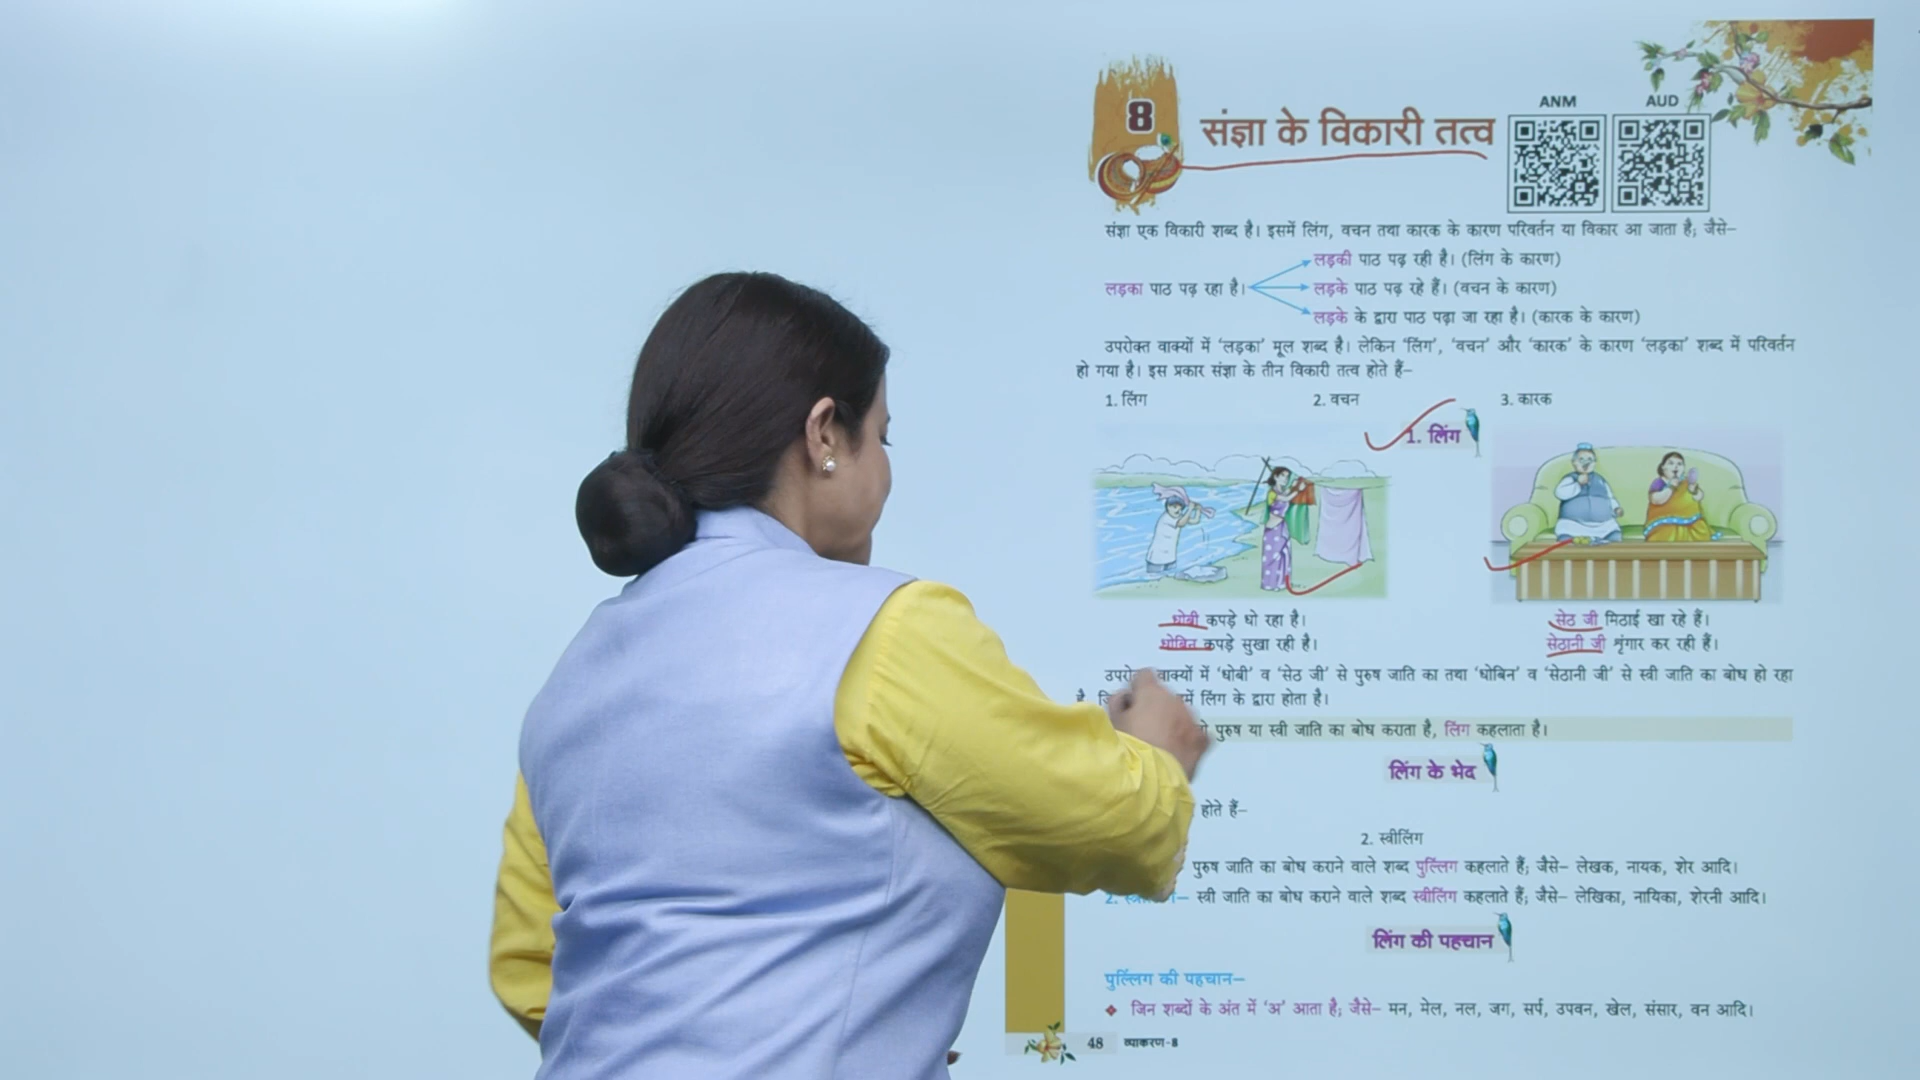 8
संज्ञा के विकारी तत्व
ANM AUD
संज्ञा एक विकारी शब्द है। इसमें लिंग, वचन तथा कारक के कारण परिवर्तन या विकार आ जाता है; जैसे–
लड़की पाठ पढ़ रही है। (लिंग के कारण)
लड़का पाठ पढ़ रहा है। लड़के पाठ पढ़ रहे हैं। (वचन के कारण)
लड़के के द्वारा पाठ पढ़ा जा रहा है। (कारक के कारण)
उपरोक्त वाक्यों में ‘लड़का’ मूल शब्द है। लेकिन ‘लिंग’, ‘वचन’ और ‘कारक’ के कारण ‘लड़का’ शब्द में परिवर्तन
हो गया है। इस प्रकार संज्ञा के तीन विकारी तत्व होते हैं–
1. लिंग 2. वचन 3. कारक
1. लिंग
धोबी कपड़े धो रहा है।
धोबिन कपड़े सुखा रही है।
सेठ जी मिठाई खा रहे हैं।
सेठानी जी शृंगार कर रही हैं।
वाक्यों में ‘धोबी’ व ‘सेठ जी’ से पुरुष जाति का तथा ‘धोबिन’ व ‘सेठानी जी’ से स्त्री जाति का बोध हो रहा
है, लिंग के द्वारा होता है।
पुरुष या स्त्री जाति का बोध कराता है, लिंग कहलाता है।
लिंग के भेद
होते हैं–
2. स्त्रीलिंग
पुरुष जाति का बोध कराने वाले शब्द पुल्लिंग कहलाते हैं; जैसे– लेखक, नायक, शेर आदि।
2. स्त्री जाति का बोध कराने वाले शब्द स्त्रीलिंग कहलाते हैं; जैसे– लेखिका, नायिका, शेरनी आदि।
लिंग की पहचान
पुल्लिंग की पहचान–
❖ जिन शब्दों के अंत में ‘अ’ आता है; जैसे– मन, मेल, नल, जग, सर्प, उपवन, खेल, संसार, वन आदि।
48 व्याकरण-8